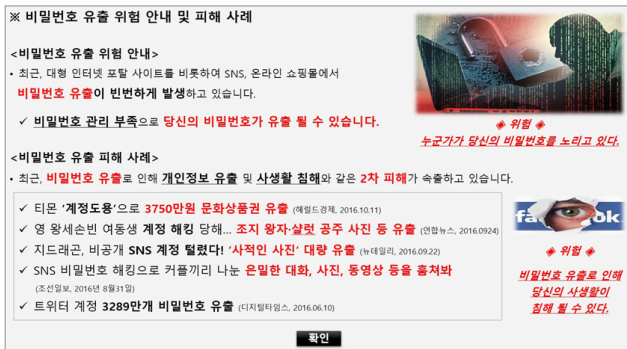 ※ 비밀번호 유출 위험 안내 및 피해 사례
<비밀번호 유출 위험 안내>
• 최근, 대형 인터넷 포탈 사이트를 비롯하여 SNS, 온라인 쇼핑몰에서
비밀번호 유출이 빈번하게 발생하고 있습니다.
✓ 비밀번호 관리 부족으로 당신의 비밀번호가 유출 될 수 있습니다.
◈ 위험 ◈
누군가가 당신의 비밀번호를 노리고 있다.
<비밀번호 유출 피해 사례>
• 최근, 비밀번호 유출로 인해 개인정보 유출 및 사생활 침해와 같은 2차 피해가 속출하고 있습니다.
✓ 티몬 ‘계정도용’으로 3750만원 문화상품권 유출 (헤럴드경제, 2016.10.11)
✓ 영 왕세손빈 여동생 계정 해킹 당해... 조지 왕자·샬럿 공주 사진 등 유출 (연합뉴스, 2016.0924)
✓ 지드래곤, 비공개 SNS 계정 털렸다! ‘사적인 사진’ 대량 유출 (뉴데일리, 2016.09.22)
✓ SNS 비밀번호 해킹으로 커플끼리 나눈 은밀한 대화, 사진, 동영상 등을 훔쳐봐
(조선일보, 2016년 8월31일)
✓ 트위터 계정 3289만개 비밀번호 유출 (디지털타임스, 2016.06.10)
◈ 위험 ◈
비밀번호 유출로 인해
당신의 사생활이
침해 될 수 있다.
확인